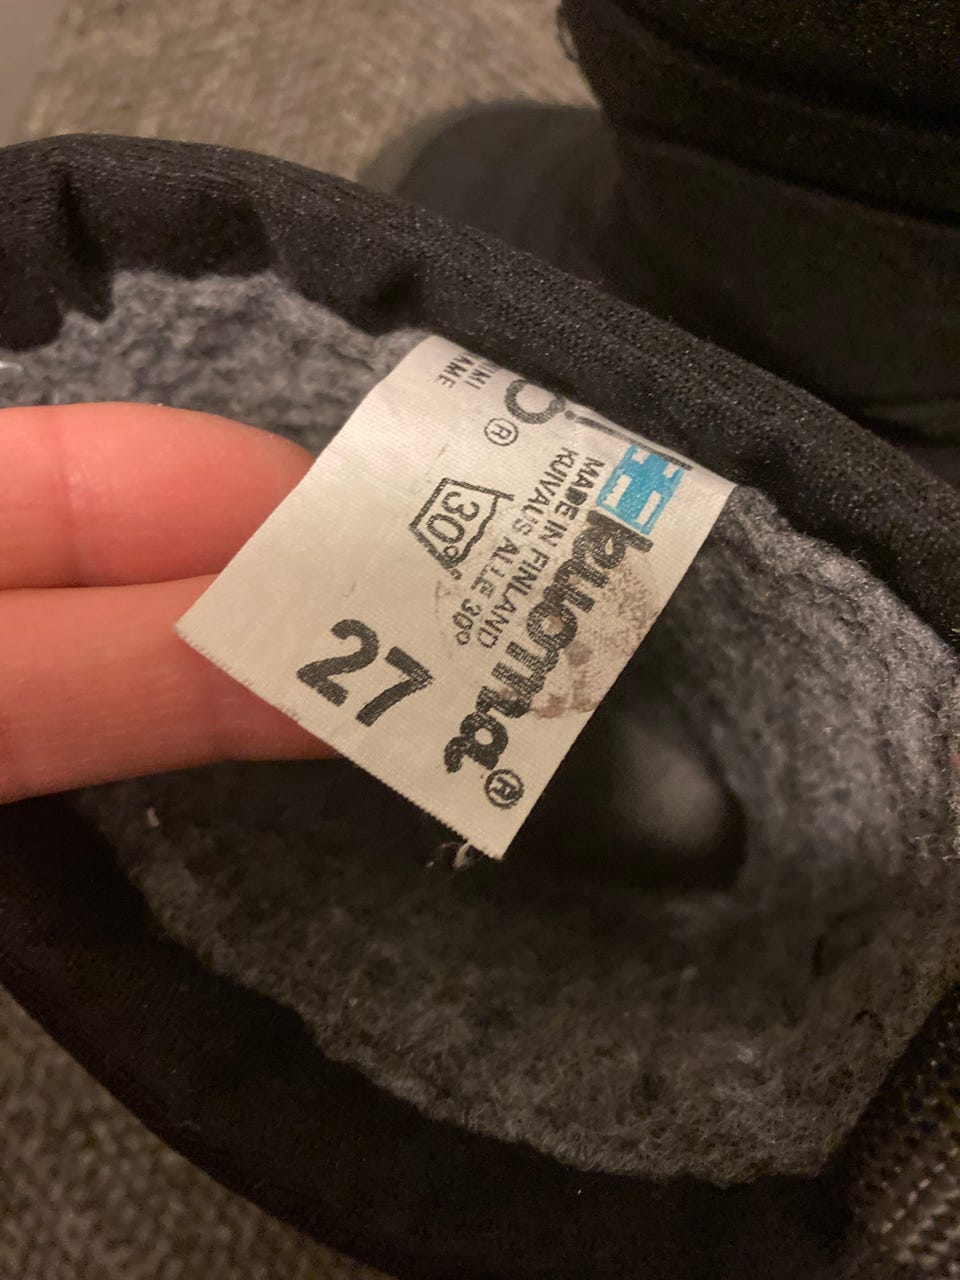 kuoma®
MADE IN FINLAND
KUIVAUS ALLE 30°
30°
27
®